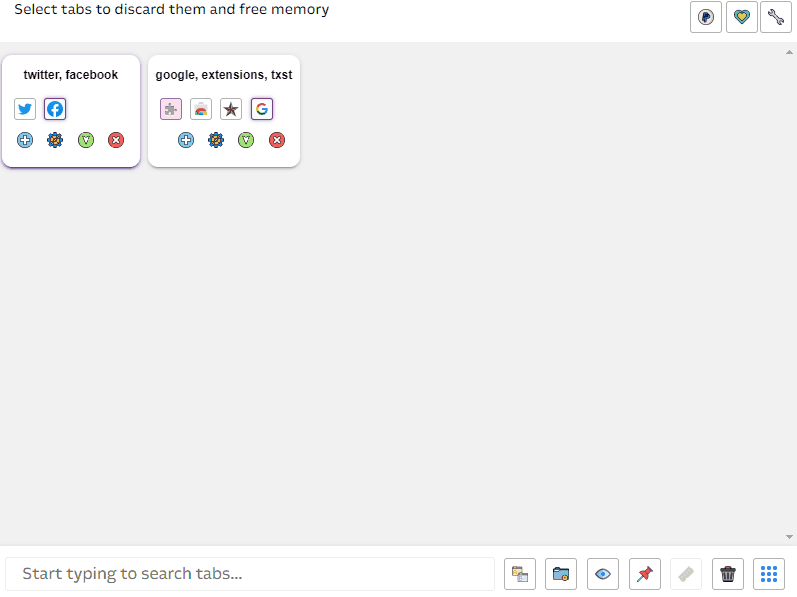 Select tabs to discard them and free memory
twitter, facebook
google, extensions, txst
Start typing to search tabs...